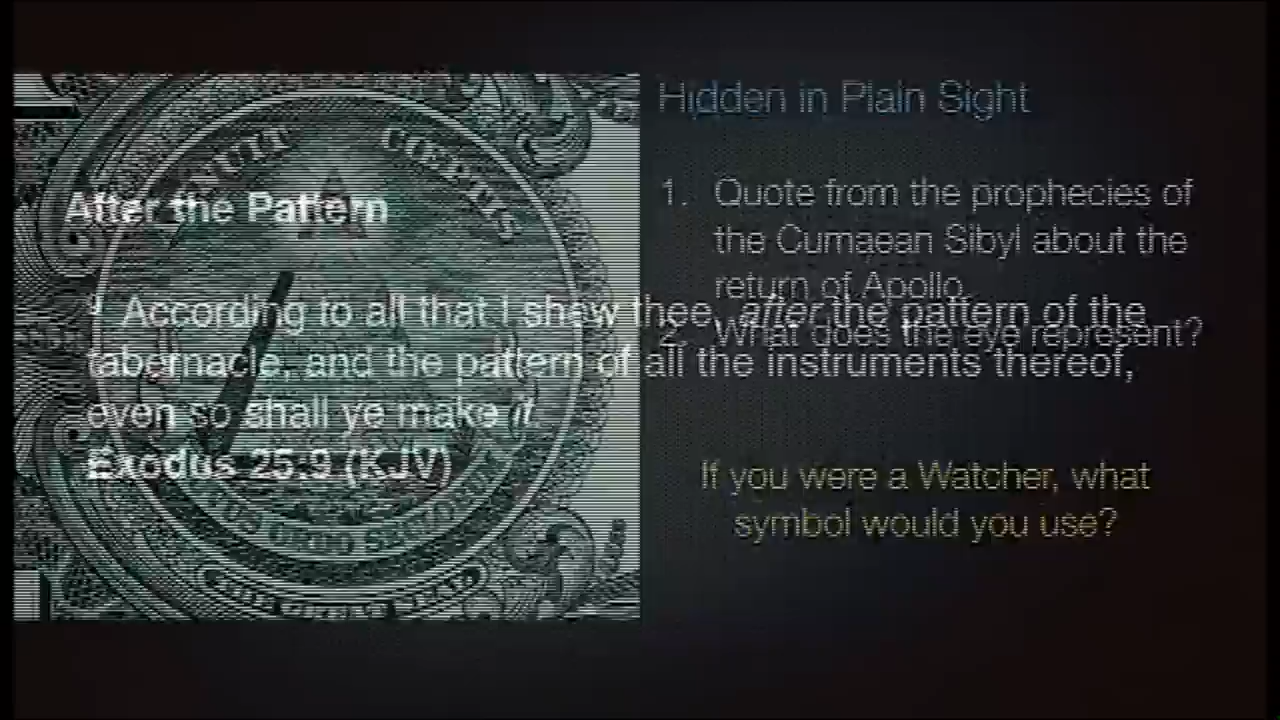 Hidden in Plain Sight
1. Quote from the prophecies of
the Cumaean Sibyl about the
return of Apollo.
2. What does the eye represent?
If you were a Watcher, what
symbol would you use?
After the Pattern
9 According to all that I shew thee, after the pattern of the
tabernacle, and the pattern of all the instruments thereof,
even so shall ye make it.
Exodus 25:9 (KJV)
COEPTIS